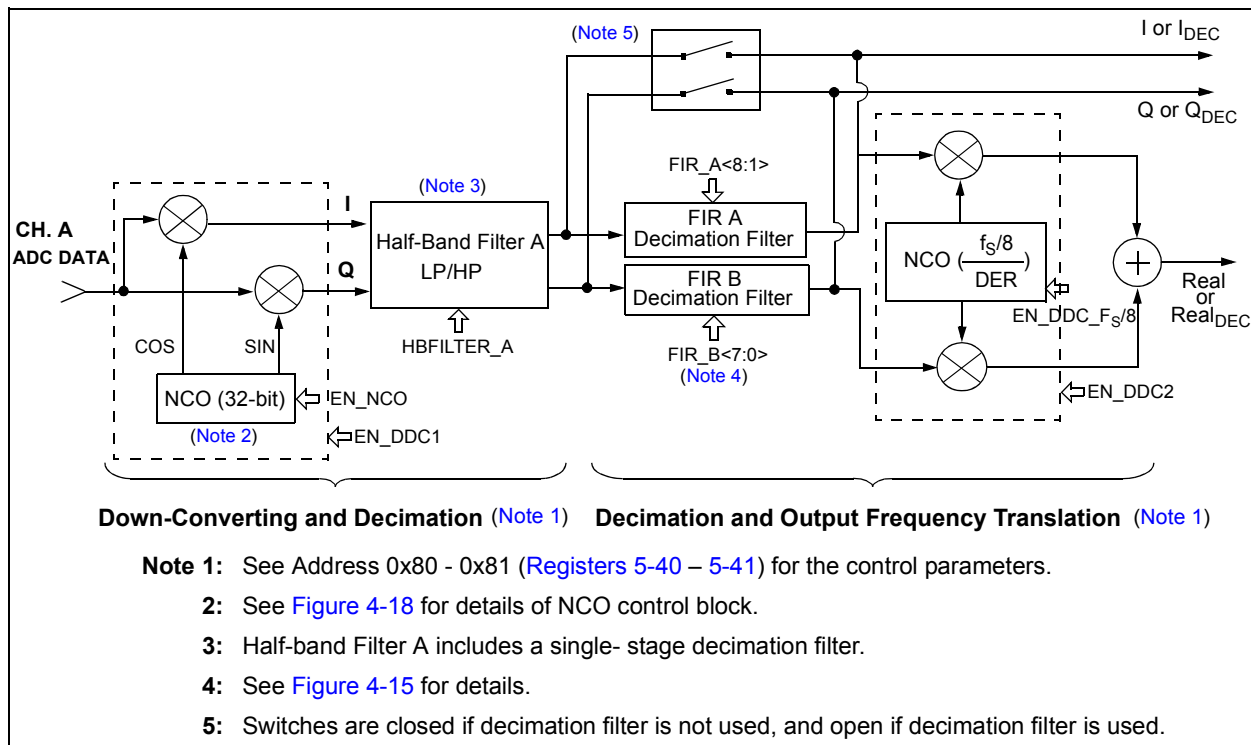 (Note 5)
I or I_DEC
Q or Q_DEC
FIR_A<8:1>
(Note 3)
I
CH. A
ADC DATA
Half-Band Filter A
LP/HP
FIR A
Decimation Filter
NCO (f_S/8 / DER)
Q
FIR B
Decimation Filter
Real
or
Real_DEC
EN_DDC_F_S/8
COS
SIN
HBFILTER_A
FIR_B<7:0>
(Note 4)
NCO (32-bit)
EN_NCO
EN_DDC2
(Note 2)
EN_DDC1
Down-Converting and Decimation (Note 1)
Decimation and Output Frequency Translation (Note 1)
Note 1: See Address 0x80 - 0x81 (Registers 5-40 – 5-41) for the control parameters.
2: See Figure 4-18 for details of NCO control block.
3: Half-band Filter A includes a single- stage decimation filter.
4: See Figure 4-15 for details.
5: Switches are closed if decimation filter is not used, and open if decimation filter is used.